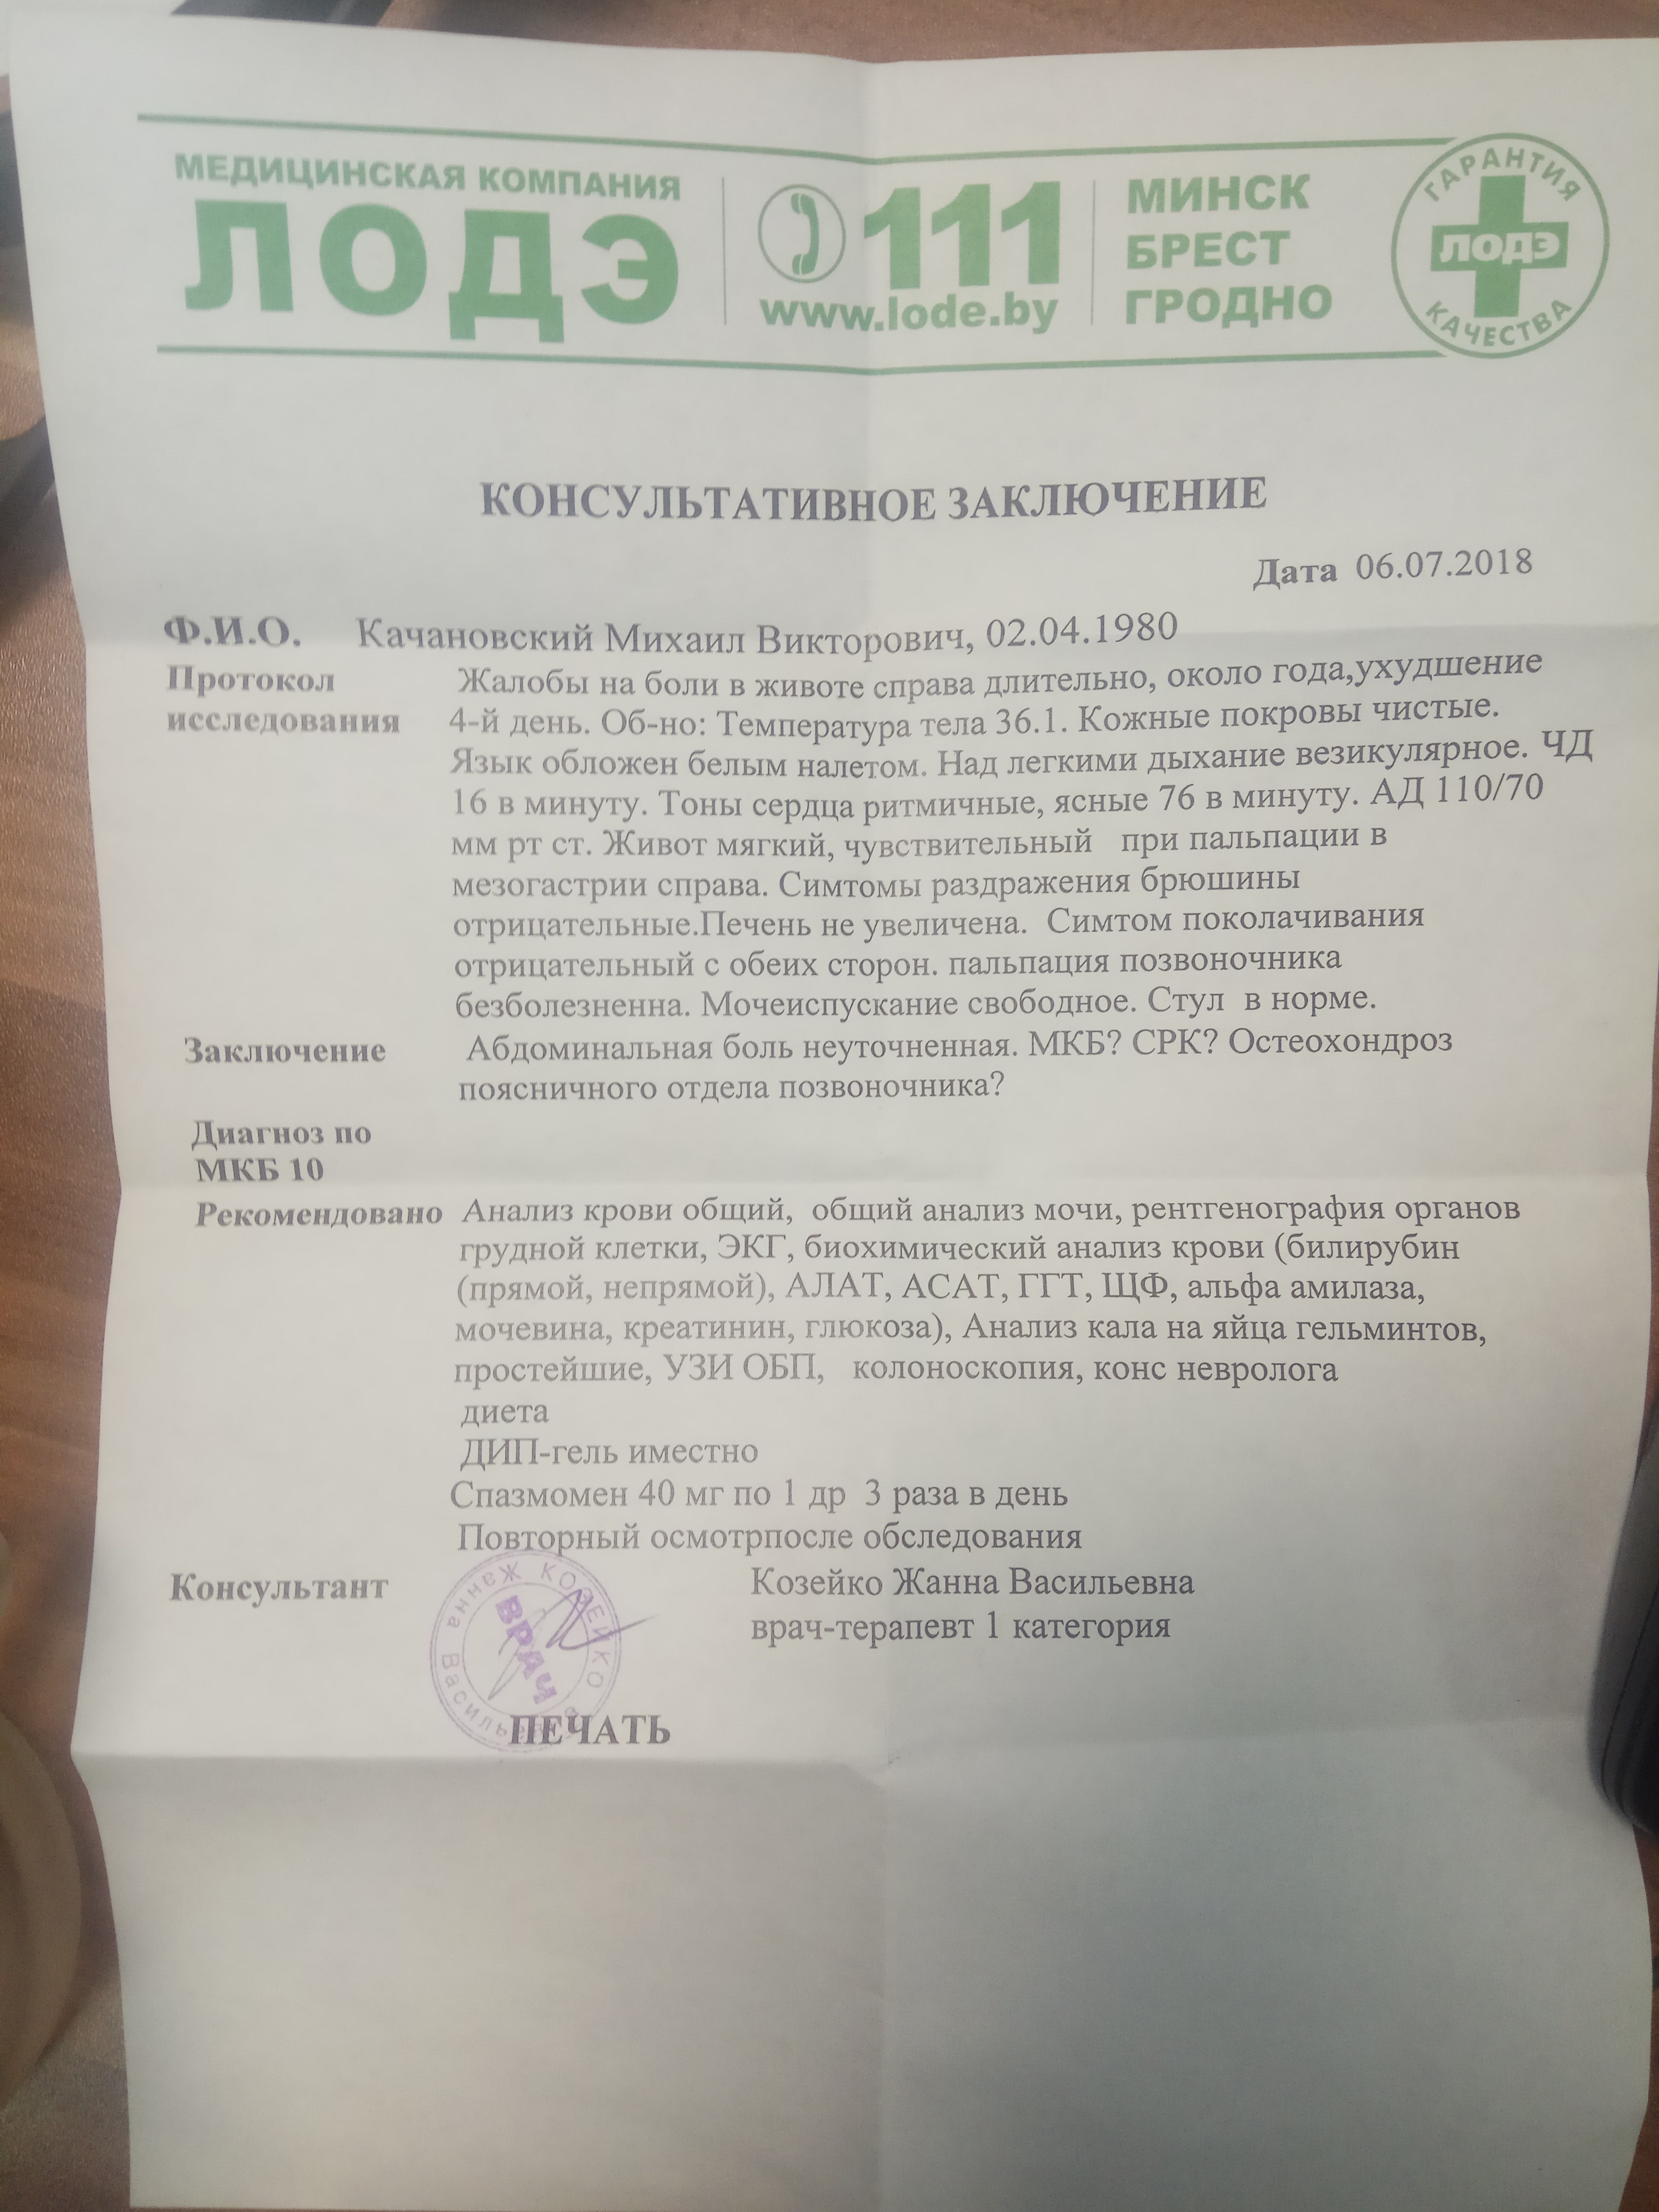 МЕДИЦИНСКАЯ КОМПАНИЯ
ЛОДЭ
111
www.lode.by
МИНСК
БРЕСТ
ГРОДНО
ГАРАНТИЯ
ЛОДЭ
КАЧЕСТВА
КОНСУЛЬТАТИВНОЕ ЗАКЛЮЧЕНИЕ
Дата 06.07.2018
Ф.И.О. Качановский Михаил Викторович, 02.04.1980
Протокол Жалобы на боли в животе справа длительно, около года,ухудшение
исследования 4-й день. Об-но: Температура тела 36.1. Кожные покровы чистые.
Язык обложен белым налетом. Над легкими дыхание везикулярное. ЧД
16 в минуту. Тоны сердца ритмичные, ясные 76 в минуту. АД 110/70
мм рт ст. Живот мягкий, чувствительный при пальпации в
мезогастрии справа. Симтомы раздражения брюшины
отрицательные.Печень не увеличена. Симтом поколачивания
отрицательный с обеих сторон. пальпация позвоночника
безболезненна. Мочеиспускание свободное. Стул в норме.
Заключение Абдоминальная боль неуточненная. МКБ? СРК? Остеохондроз
поясничного отдела позвоночника?
Диагноз по
МКБ 10
Рекомендовано Анализ крови общий, общий анализ мочи, рентгенография органов
грудной клетки, ЭКГ, биохимический анализ крови (билирубин
(прямой, непрямой), АЛАТ, АСАТ, ГГТ, ЩФ, альфа амилаза,
мочевина, креатинин, глюкоза), Анализ кала на яйца гельминтов,
простейшие, УЗИ ОБП, колоноскопия, конс невролога
диета
ДИП-гель иместно
Спазмомен 40 мг по 1 др 3 раза в день
Повторный осмотрпосле обследования
Консультант Козейко Жанна Васильевна
врач-терапевт 1 категория
КОЗЕЙКО Жанна Васильевна
ВРАЧ
ПЕЧАТЬ